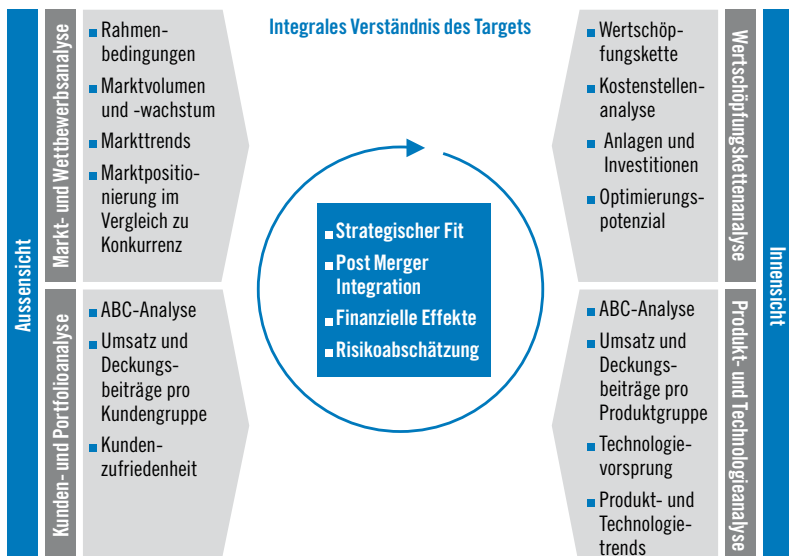 Integrales Verständnis des Targets
Aussensicht
Markt- und Wettbewerbsanalyse
Rahmen-
bedingungen
Marktvolumen
und -wachstum
Markttrends
Marktpositio-
nierung im
Vergleich zu
Konkurrenz
Kunden- und Portfolioanalyse
ABC-Analyse
Umsatz und
Deckungs-
beiträge pro
Kundengruppe
Kunden-
zufriedenheit
Strategischer Fit
Post Merger
Integration
Finanzielle Effekte
Risikoabschätzung
Wertschöp-
fungskette
Kostenstellen-
analyse
Anlagen und
Investitionen
Optimierungs-
potenzial
Wertschöpfungskettenanalyse
ABC-Analyse
Umsatz und
Deckungs-
beiträge pro
Produktgruppe
Technologie-
vorsprung
Produkt- und
Technologie-
trends
Produkt- und Technologieanalyse
Innensicht